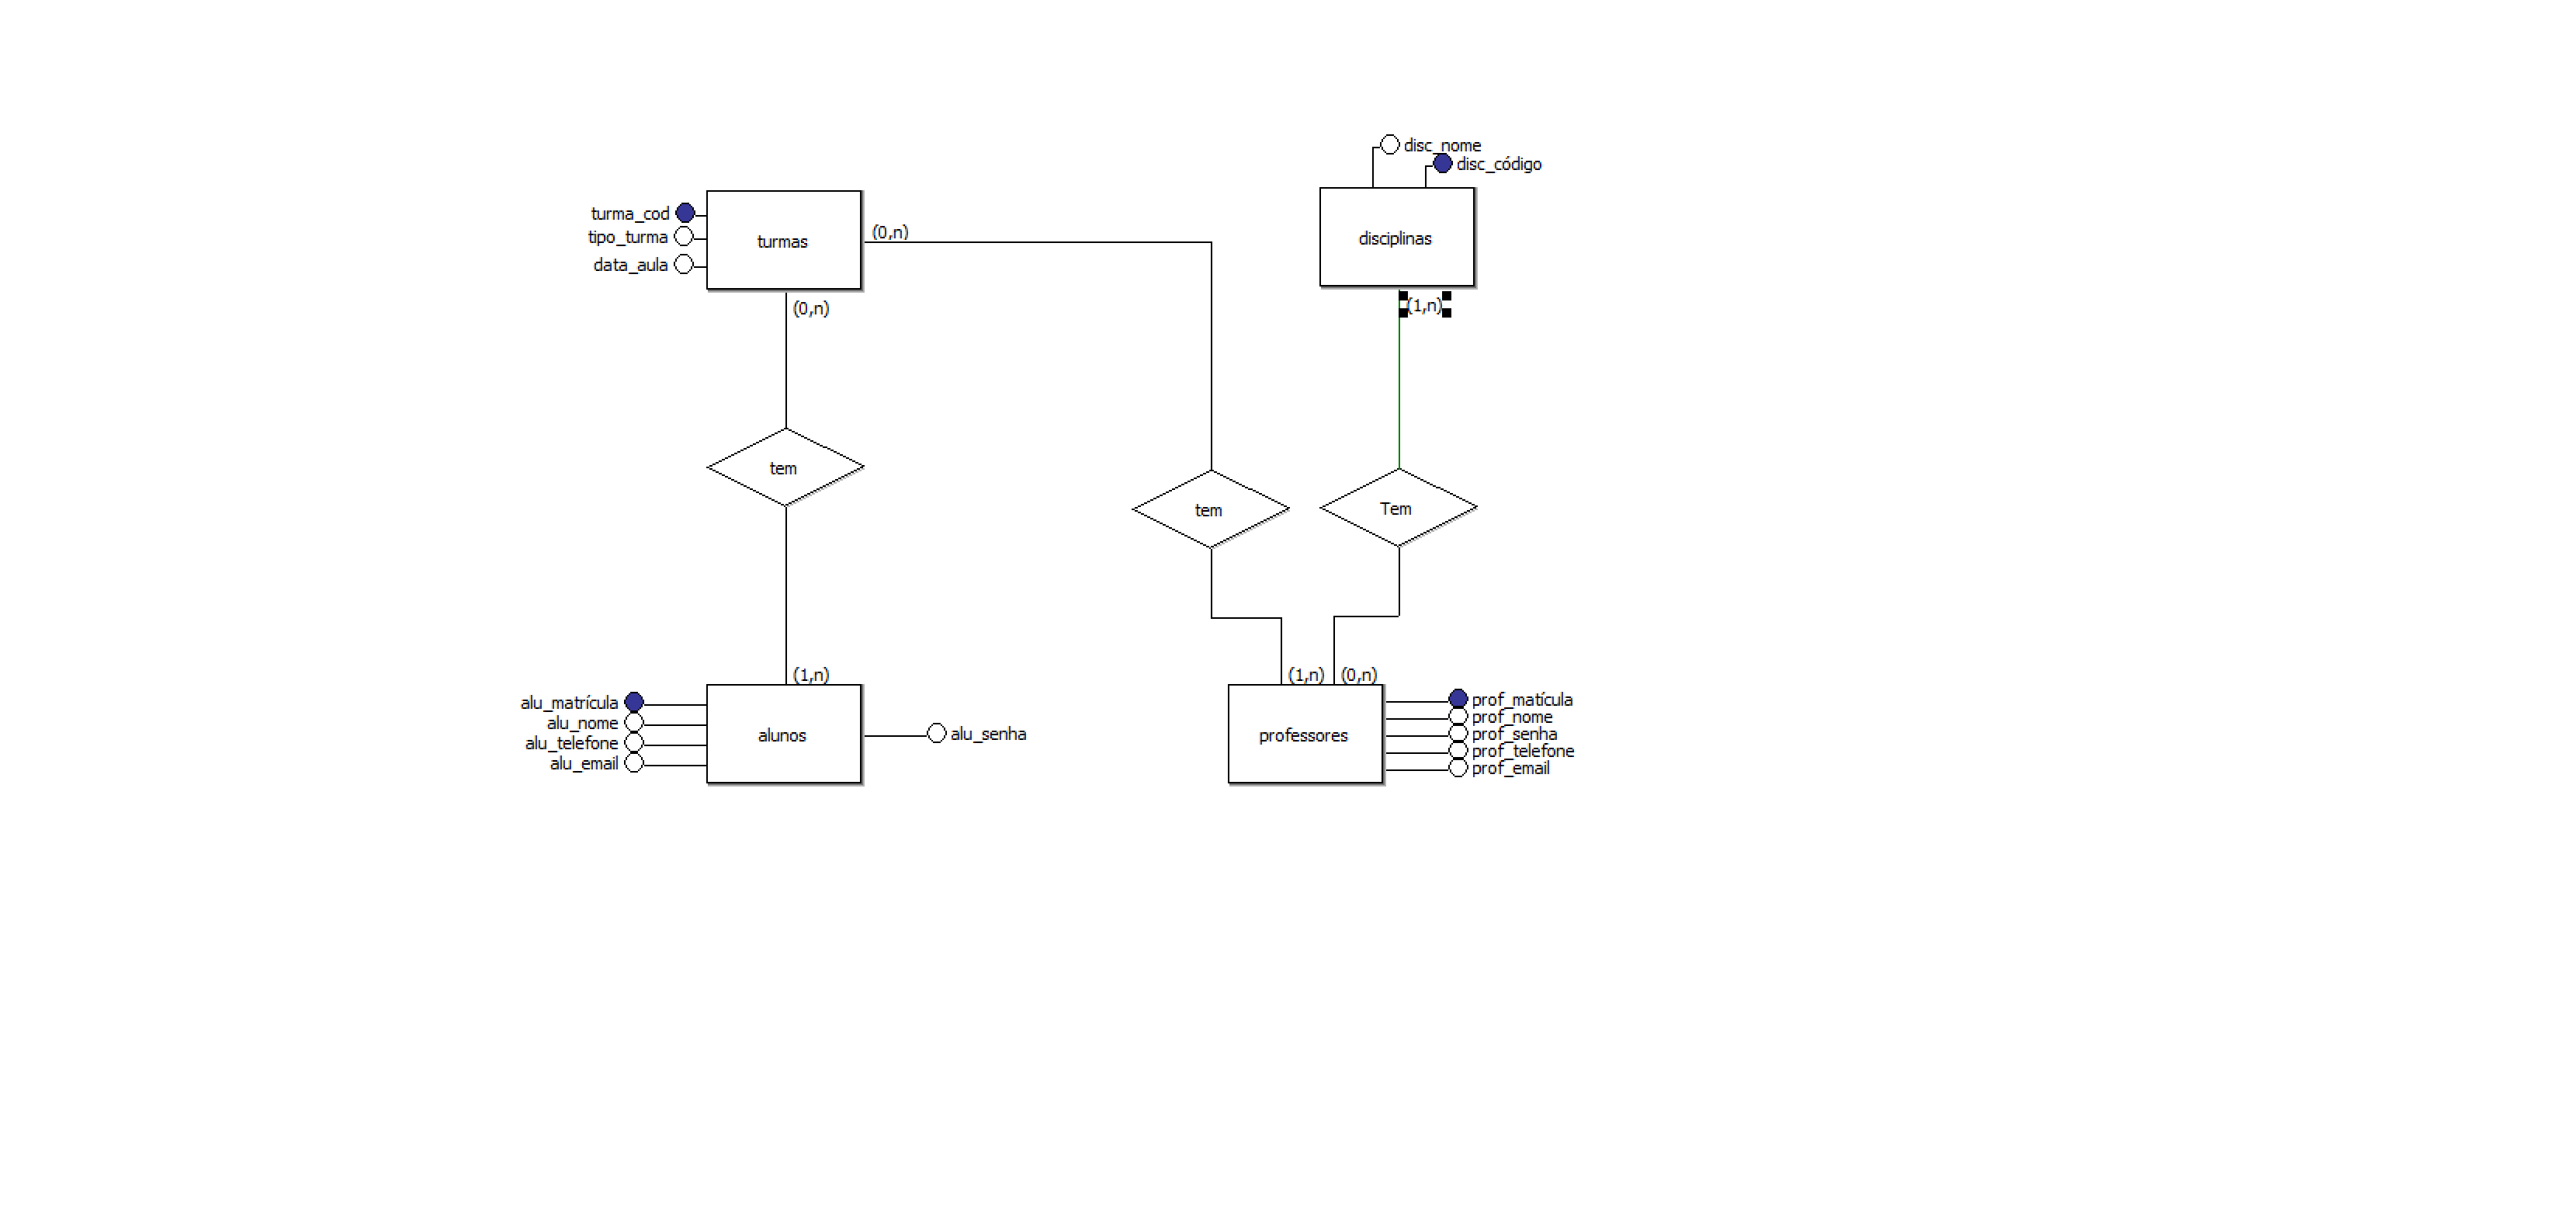 disc_nome
disc_código
turma_cod
tipo_turma
data_aula
turmas
(0,n)
disciplinas
(0,n)
(1,n)
tem
tem
Tem
(1,n)
(1,n)
(0,n)
alu_matrícula
alu_nome
alu_telefone
alu_email
alunos
alu_senha
professores
prof_matícula
prof_nome
prof_senha
prof_telefone
prof_email